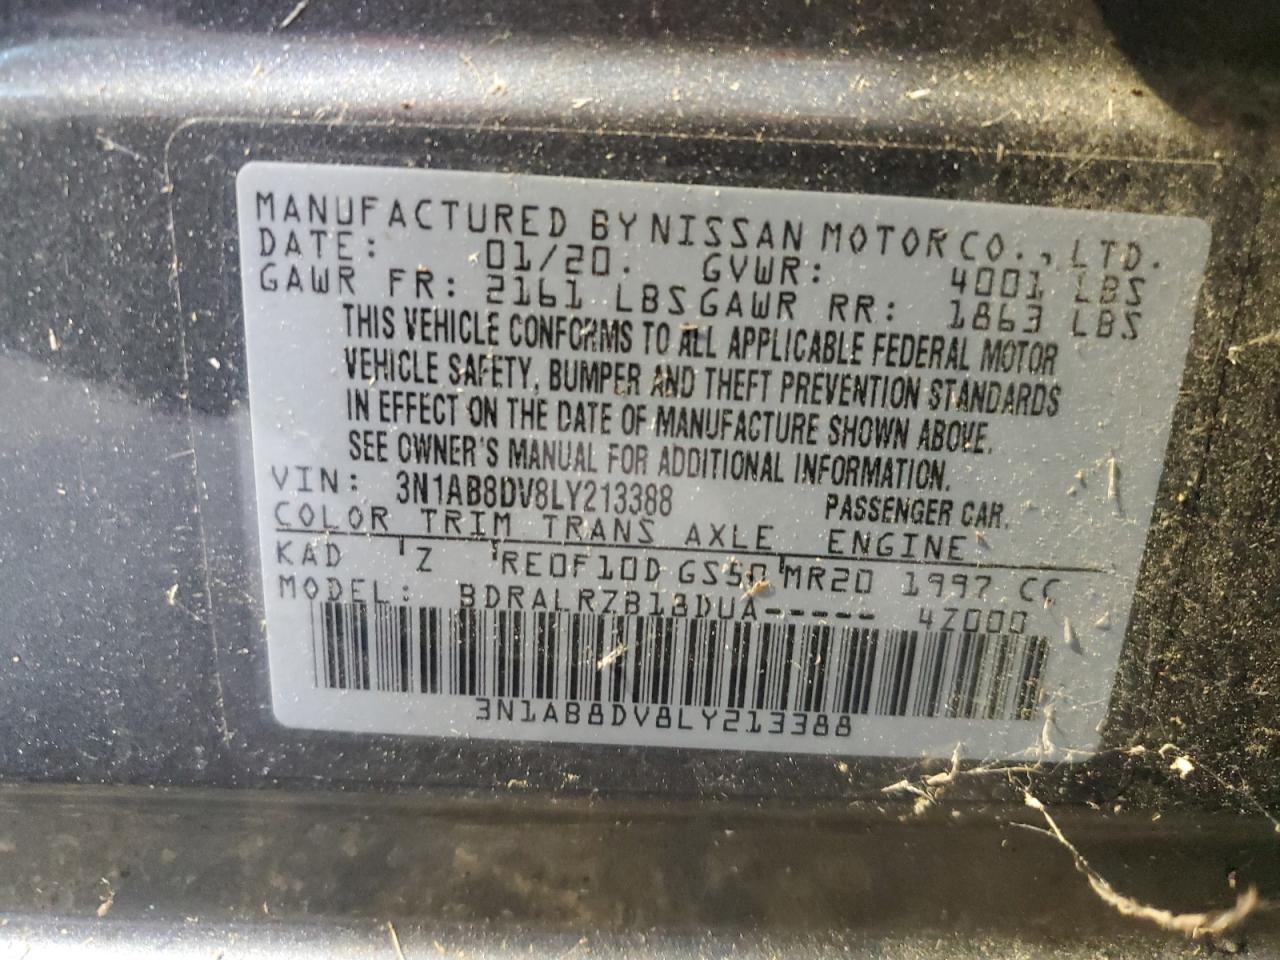 MANUFACTURED BY NISSAN MOTOR CO., LTD.
DATE: 01/20. GVWR: 4001 LBS
GAWR FR: 2161 LBS GAWR RR: 1863 LBS
THIS VEHICLE CONFORMS TO ALL APPLICABLE FEDERAL MOTOR
VEHICLE SAFETY, BUMPER AND THEFT PREVENTION STANDARDS
IN EFFECT ON THE DATE OF MANUFACTURE SHOWN ABOVE.
SEE OWNER'S MANUAL FOR ADDITIONAL INFORMATION.
VIN: 3N1AB8DV8LY213388 PASSENGER CAR.
COLOR TRIM TRANS AXLE ENGINE
KAD Z RE0F10D GS50 MR20 1997 CC
MODEL: BDRALRZB18DUA----- 4Z000
3N1AB8DV8LY213388